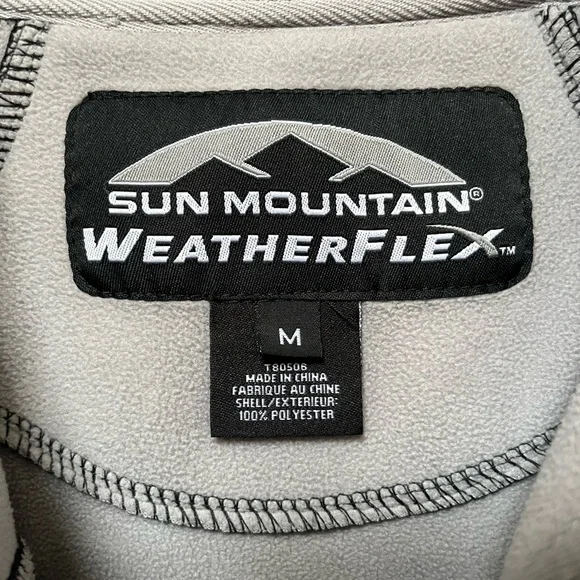 SUN MOUNTAIN®
WEATHERFLEX™
M
T80506
MADE IN CHINA
FABRIQUE AU CHINE
SHELL/EXTERIEUR:
100% POLYESTER